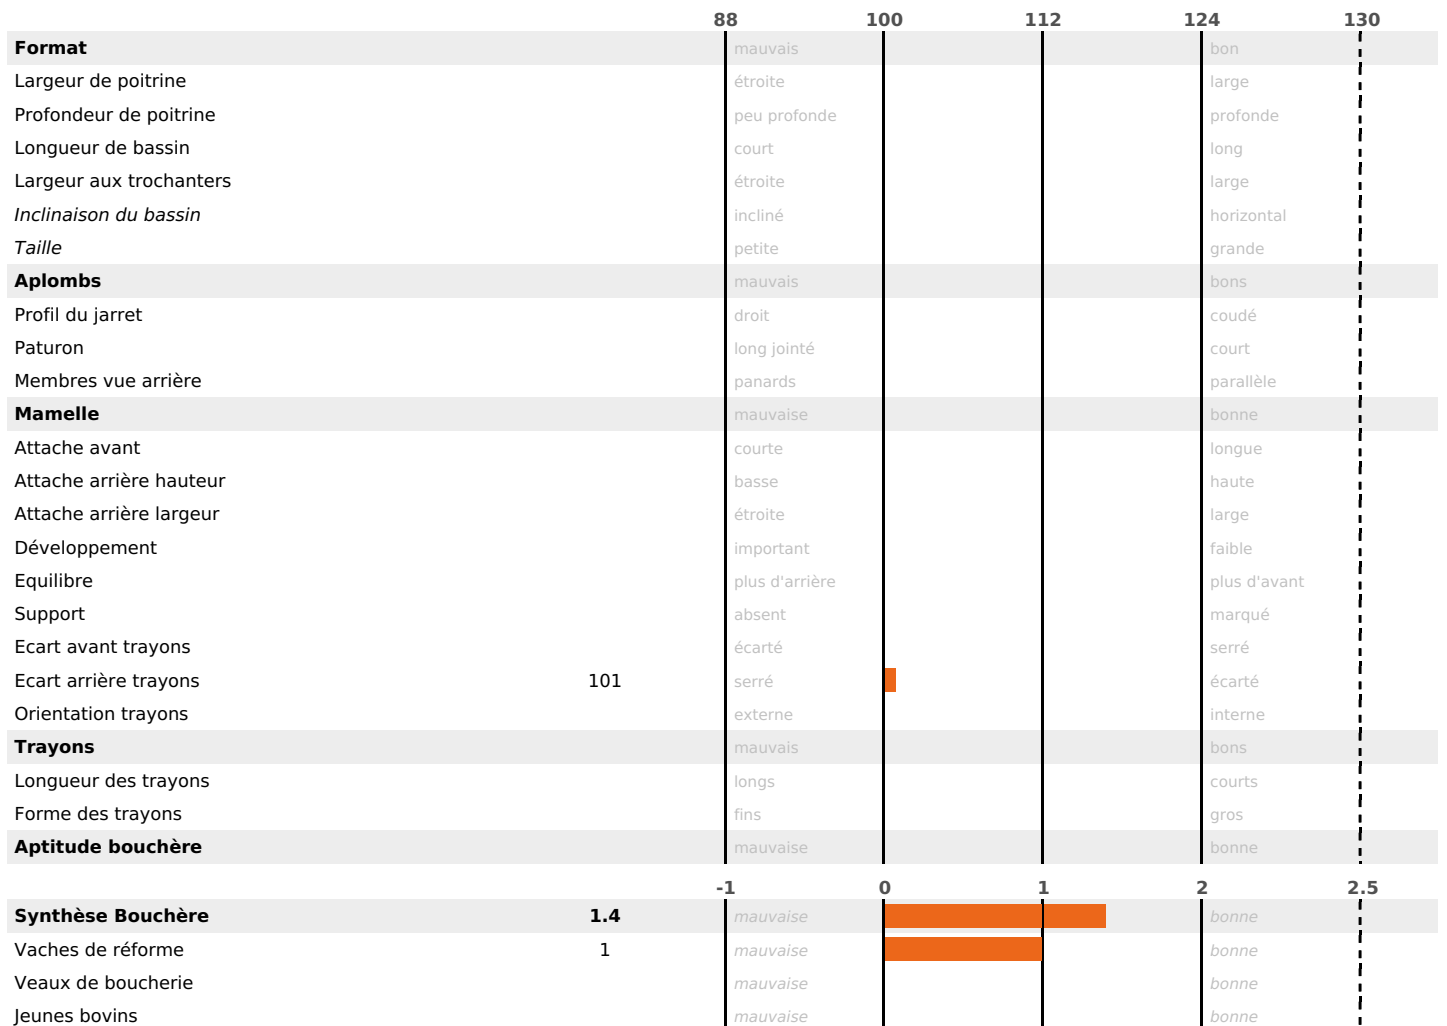 88 100 112 124 130
Format mauvais bon
Largeur de poitrine étroite large
Profondeur de poitrine peu profonde profonde
Longueur de bassin court long
Largeur aux trochanters étroite large
Inclinaison du bassin incliné horizontal
Taille petite grande
Aplombs mauvais bons
Profil du jarret droit coudé
Paturon long jointé court
Membres vue arrière panards parallèle
Mamelle mauvaise bonne
Attache avant courte longue
Attache arrière hauteur basse haute
Attache arrière largeur étroite large
Développement important faible
Equilibre plus d'arrière plus d'avant
Support absent marqué
Ecart avant trayons écarté serré
Ecart arrière trayons 101 serré écarté
Orientation trayons externe interne
Trayons mauvais bons
Longueur des trayons longs courts
Forme des trayons fins gros
Aptitude bouchère mauvaise bonne
-1 0 1 2 2.5
Synthèse Bouchère 1.4 mauvaise bonne
Vaches de réforme 1 mauvaise bonne
Veaux de boucherie mauvaise bonne
Jeunes bovins mauvaise bonne